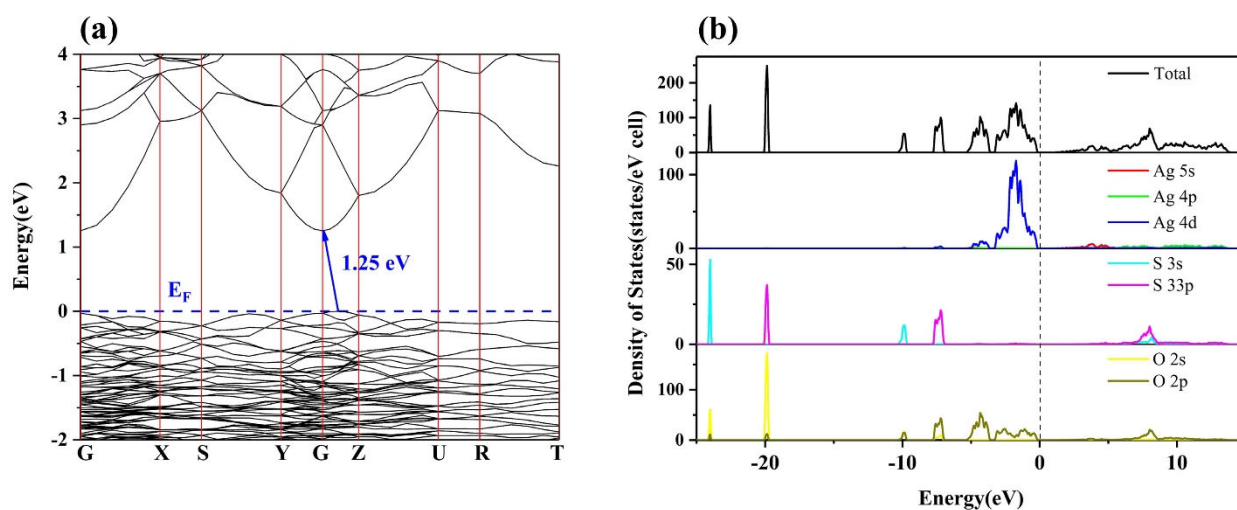 (a)
4
3
2
1
0
-1
-2
Energy(eV)
E_F
1.25 eV
G X S Y G Z U R T
(b)
Total
200
100
0
Ag 5s
Ag 4p
Ag 4d
100
0
S 3s
S 33p
50
0
O 2s
O 2p
100
0
Density of States(states/eV cell)
-20 -10 0 10
Energy(eV)